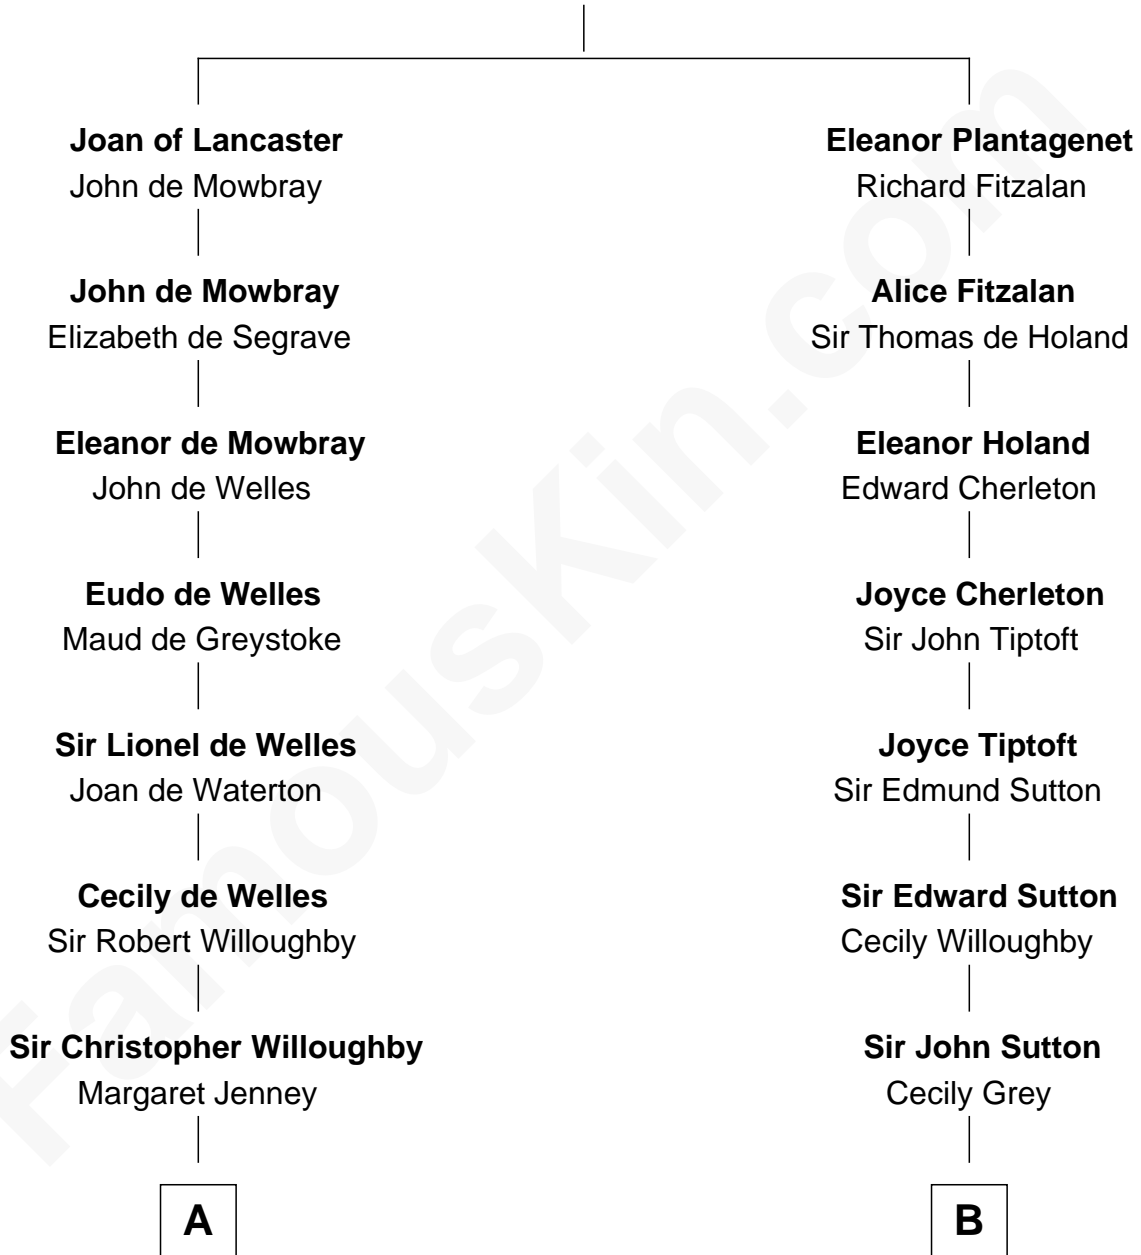 Joan of Lancaster
John de Mowbray
John de Mowbray
Elizabeth de Segrave
Eleanor de Mowbray
John de Welles
Eudo de Welles
Maud de Greystoke
Sir Lionel de Welles
Joan de Waterton
Cecily de Welles
Sir Robert Willoughby
Sir Christopher Willoughby
Margaret Jenney
A
Eleanor Plantagenet
Richard Fitzalan
Alice Fitzalan
Sir Thomas de Holand
Eleanor Holand
Edward Cherleton
Joyce Cherleton
Sir John Tiptoft
Joyce Tiptoft
Sir Edmund Sutton
Sir Edward Sutton
Cecily Willoughby
Sir John Sutton
Cecily Grey
B
FamousKin.com